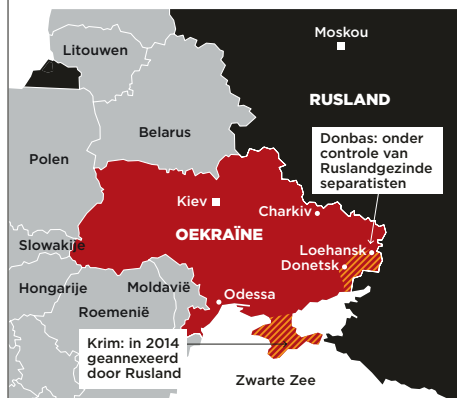 Moskou
Litouwen
RUSLAND
Belarus
Donbas: onder
controle van
Ruslandgezinde
separatisten
Polen
Kiev
Charkiv
OEKRAÏNE
Slowakije
Loehansk
Donetsk
Hongarije
Moldavië
Odessa
Roemenië
Krim: in 2014
geannexeerd
door Rusland
Zwarte Zee